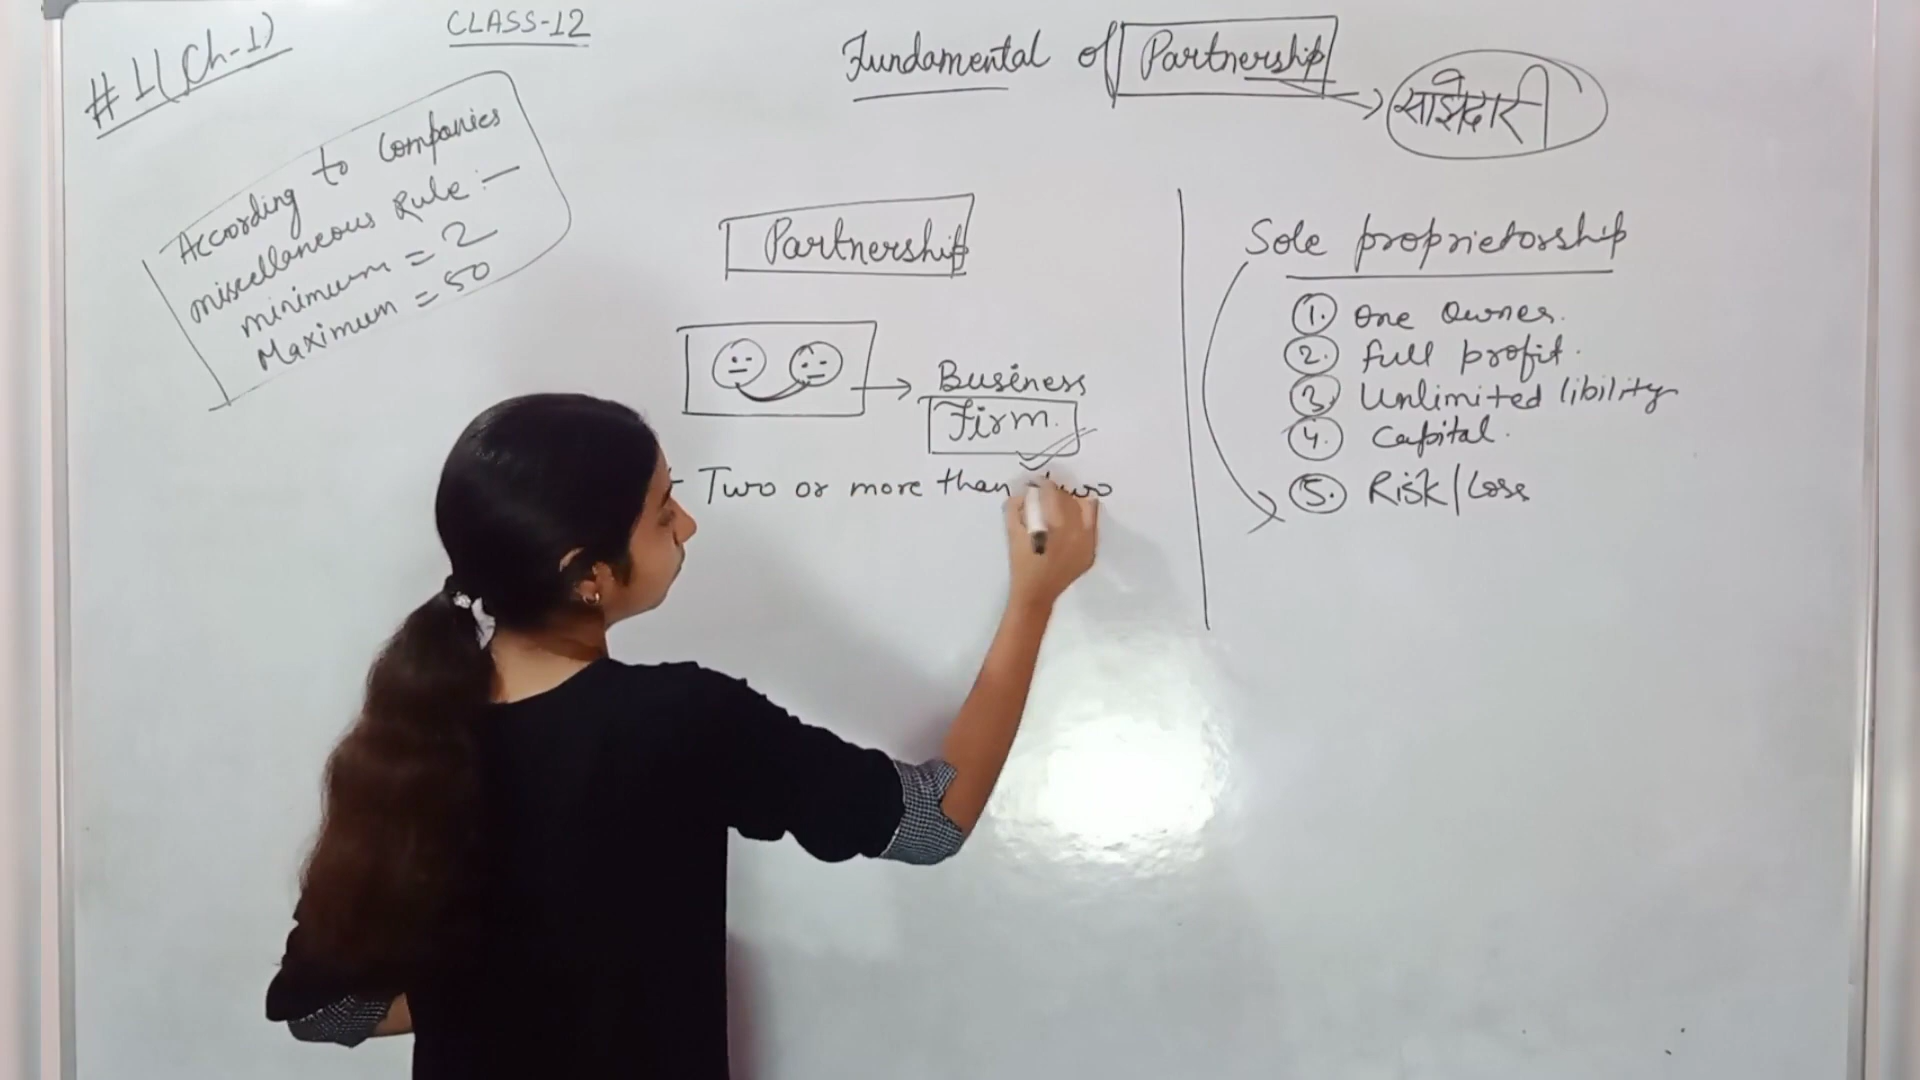 #1(Ch-1)
CLASS-12
Fundamental of Partnership
साझेदारी
According to Companies
miscellaneous Rule :-
minimum = 2
Maximum = 50
Partnership
Business
Firm.
Two or more than two
Sole proprietorship
1. One Owner.
2. full profit.
3. Unlimited libility
4. Capital.
5. Risk/Loss